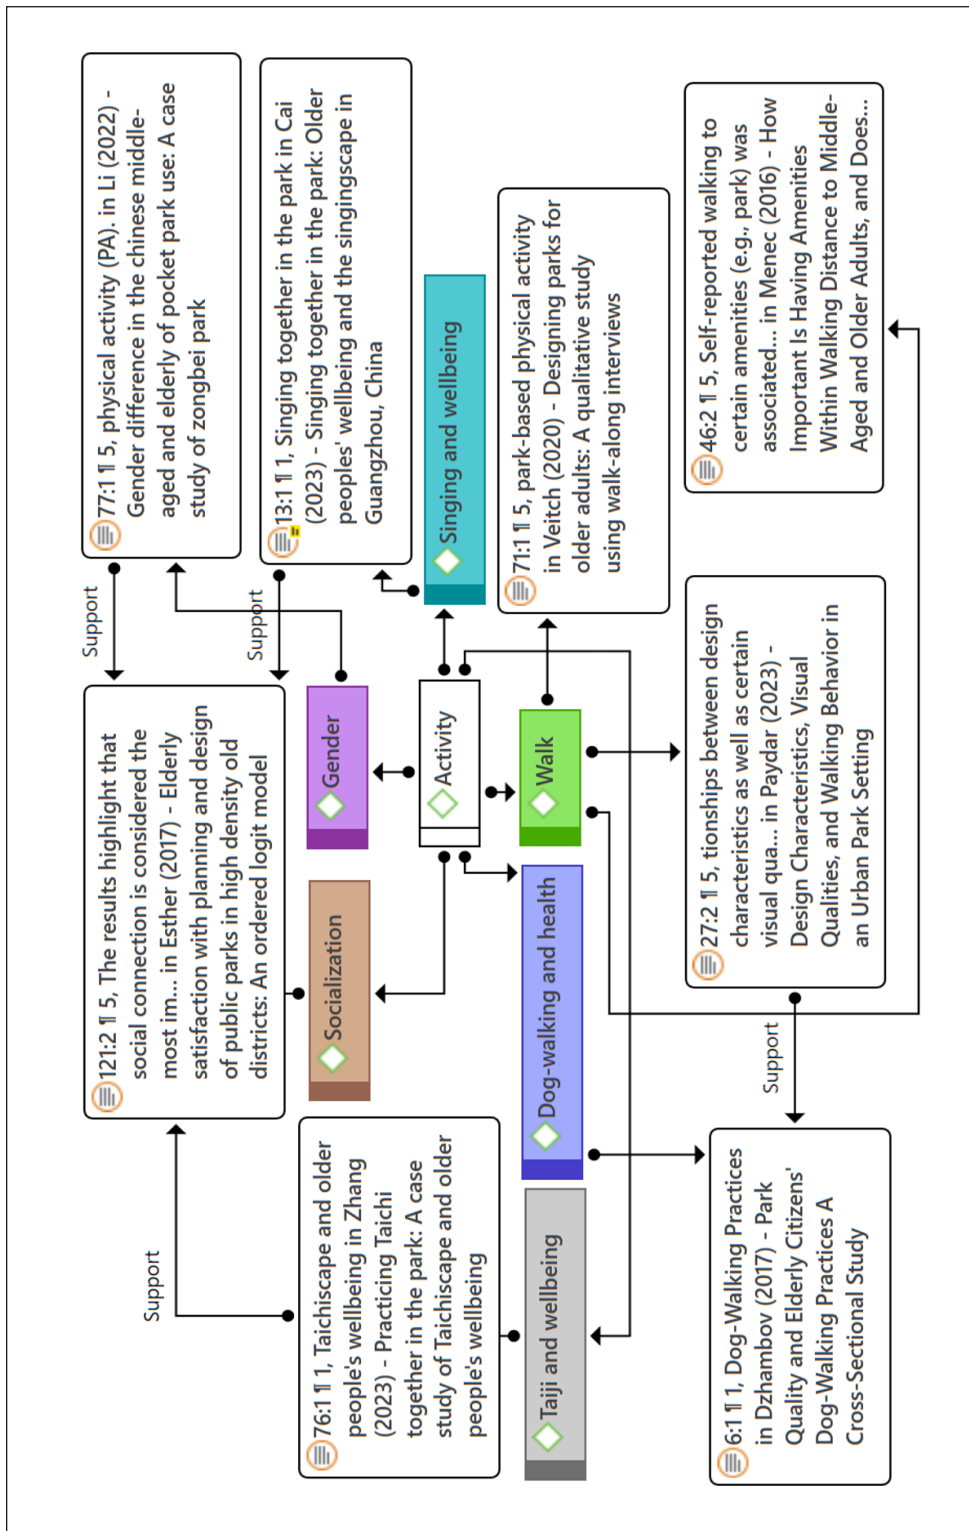 76:1 ¶ 1, Taichiscape and older
people's wellbeing in Zhang
(2023) - Practicing Taichi
together in the park: A case
study of Taichiscape and older
people's wellbeing
Support
121:2 ¶ 5, The results highlight that
social connection is considered the
most im... in Esther (2017) - Elderly
satisfaction with planning and design
of public parks in high density old
districts: An ordered logit model
Support
77:1 ¶ 5, physical activity (PA). in Li (2022) -
Gender difference in the chinese middle-
aged and elderly of pocket park use: A case
study of zongbei park
Support
13:1 ¶ 1, Singing together in the park in Cai
(2023) - Singing together in the park: Older
peoples' wellbeing and the singingscape in
Guangzhou, China
Socialization
Gender
Activity
Singing and wellbeing
Taiji and wellbeing
Dog-walking and health
Walk
71:1 ¶ 5, park-based physical activity
in Veitch (2020) - Designing parks for
older adults: A qualitative study
using walk-along interviews
6:1 ¶ 1, Dog-Walking Practices
in Dzhambov (2017) - Park
Quality and Elderly Citizens'
Dog-Walking Practices A
Cross-Sectional Study
Support
27:2 ¶ 5, tionships between design
characteristics as well as certain
visual qua... in Paydar (2023) -
Design Characteristics, Visual
Qualities, and Walking Behavior in
an Urban Park Setting
46:2 ¶ 5, Self-reported walking to
certain amenities (e.g., park) was
associated... in Menec (2016) - How
Important Is Having Amenities
Within Walking Distance to Middle-
Aged and Older Adults, and Does...